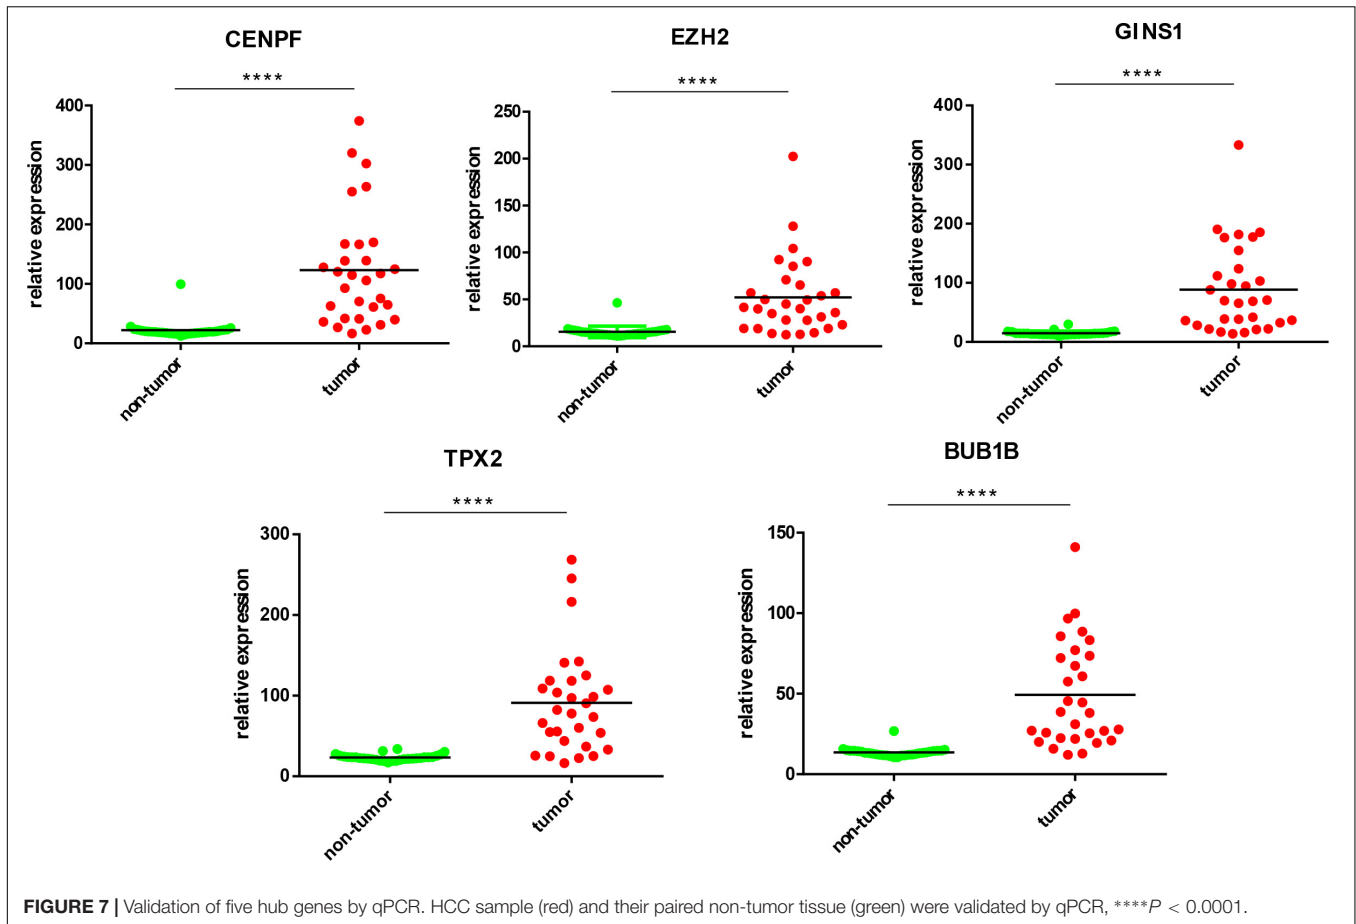 CENPF
****
relative expression
400
300
200
100
0
non-tumor
tumor
EZH2
****
relative expression
250
200
150
100
50
0
non-tumor
tumor
GINS1
****
relative expression
400
300
200
100
0
non-tumor
tumor
TPX2
****
relative expression
300
200
100
0
non-tumor
tumor
BUB1B
****
relative expression
150
100
50
0
non-tumor
tumor
FIGURE 7 | Validation of five hub genes by qPCR. HCC sample (red) and their paired non-tumor tissue (green) were validated by qPCR, ****P < 0.0001.